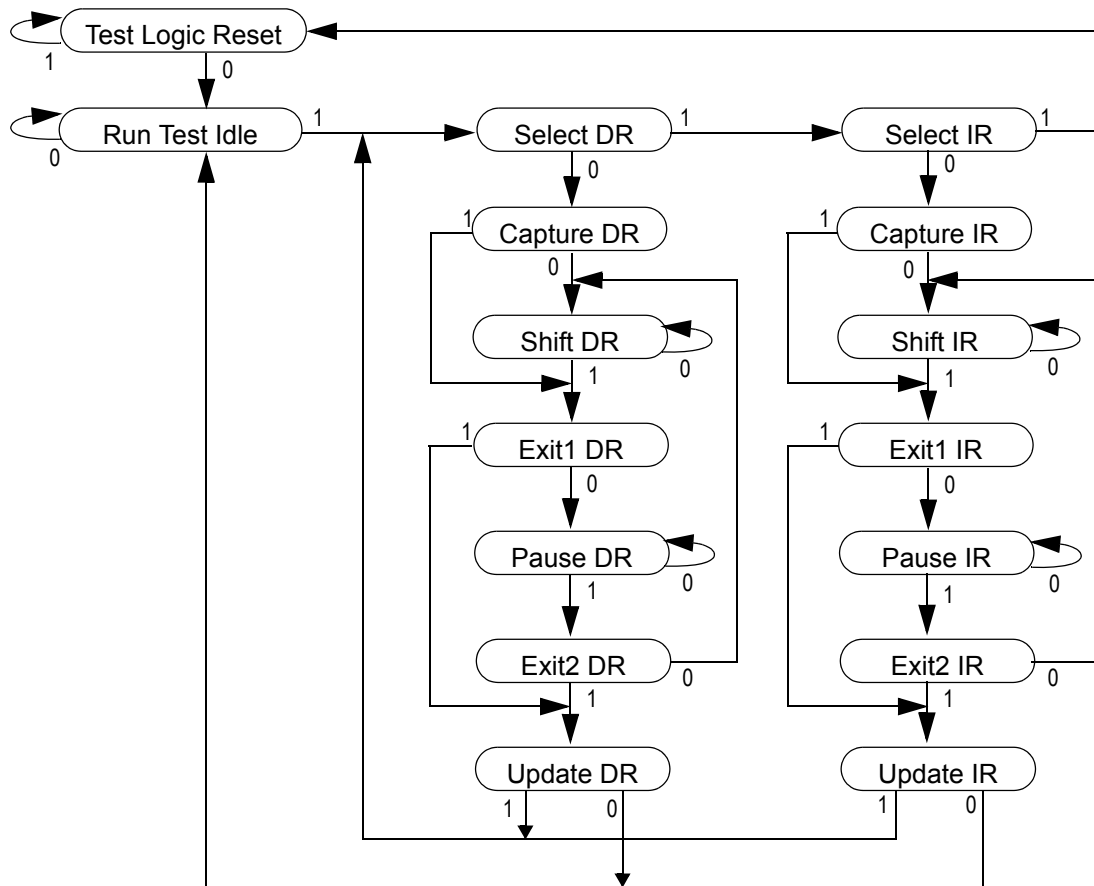 Test Logic Reset
1
0
Run Test Idle
0
1
Select DR
1
0
Select IR
1
0
1
Capture DR
0
1
Capture IR
0
Shift DR
0
1
Shift IR
0
1
1
Exit1 DR
0
1
Exit1 IR
0
Pause DR
0
1
Pause IR
0
1
Exit2 DR
0
1
Exit2 IR
0
1
Update DR
1
0
Update IR
1
0